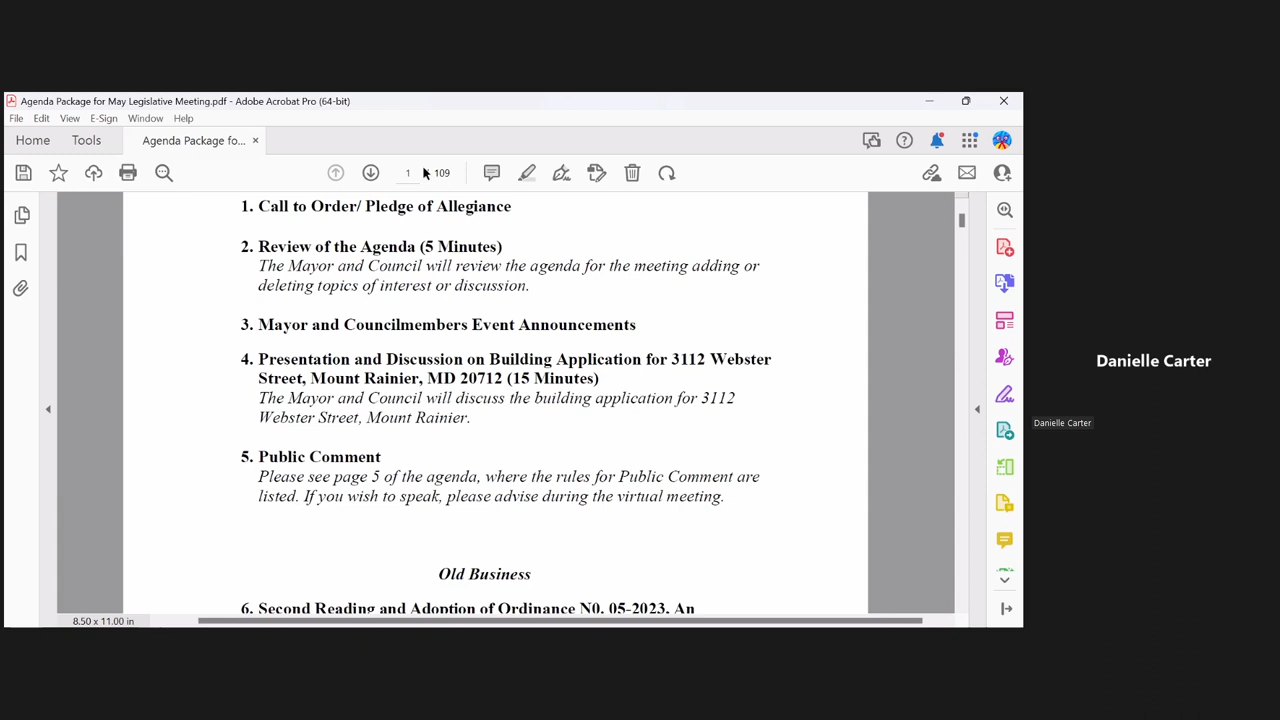 Agenda Package for May Legislative Meeting.pdf - Adobe Acrobat Pro (64-bit)
File Edit View E-Sign Window Help
Home Tools Agenda Package fo... ×
1 109
1. Call to Order/ Pledge of Allegiance
2. Review of the Agenda (5 Minutes)
The Mayor and Council will review the agenda for the meeting adding or
deleting topics of interest or discussion.
3. Mayor and Councilmembers Event Announcements
4. Presentation and Discussion on Building Application for 3112 Webster
Street, Mount Rainier, MD 20712 (15 Minutes)
The Mayor and Council will discuss the building application for 3112
Webster Street, Mount Rainier.
5. Public Comment
Please see page 5 of the agenda, where the rules for Public Comment are
listed. If you wish to speak, please advise during the virtual meeting.
Old Business
6. Second Reading and Adoption of Ordinance N0. 05-2023, An
8.50 x 11.00 in
Danielle Carter
Danielle Carter